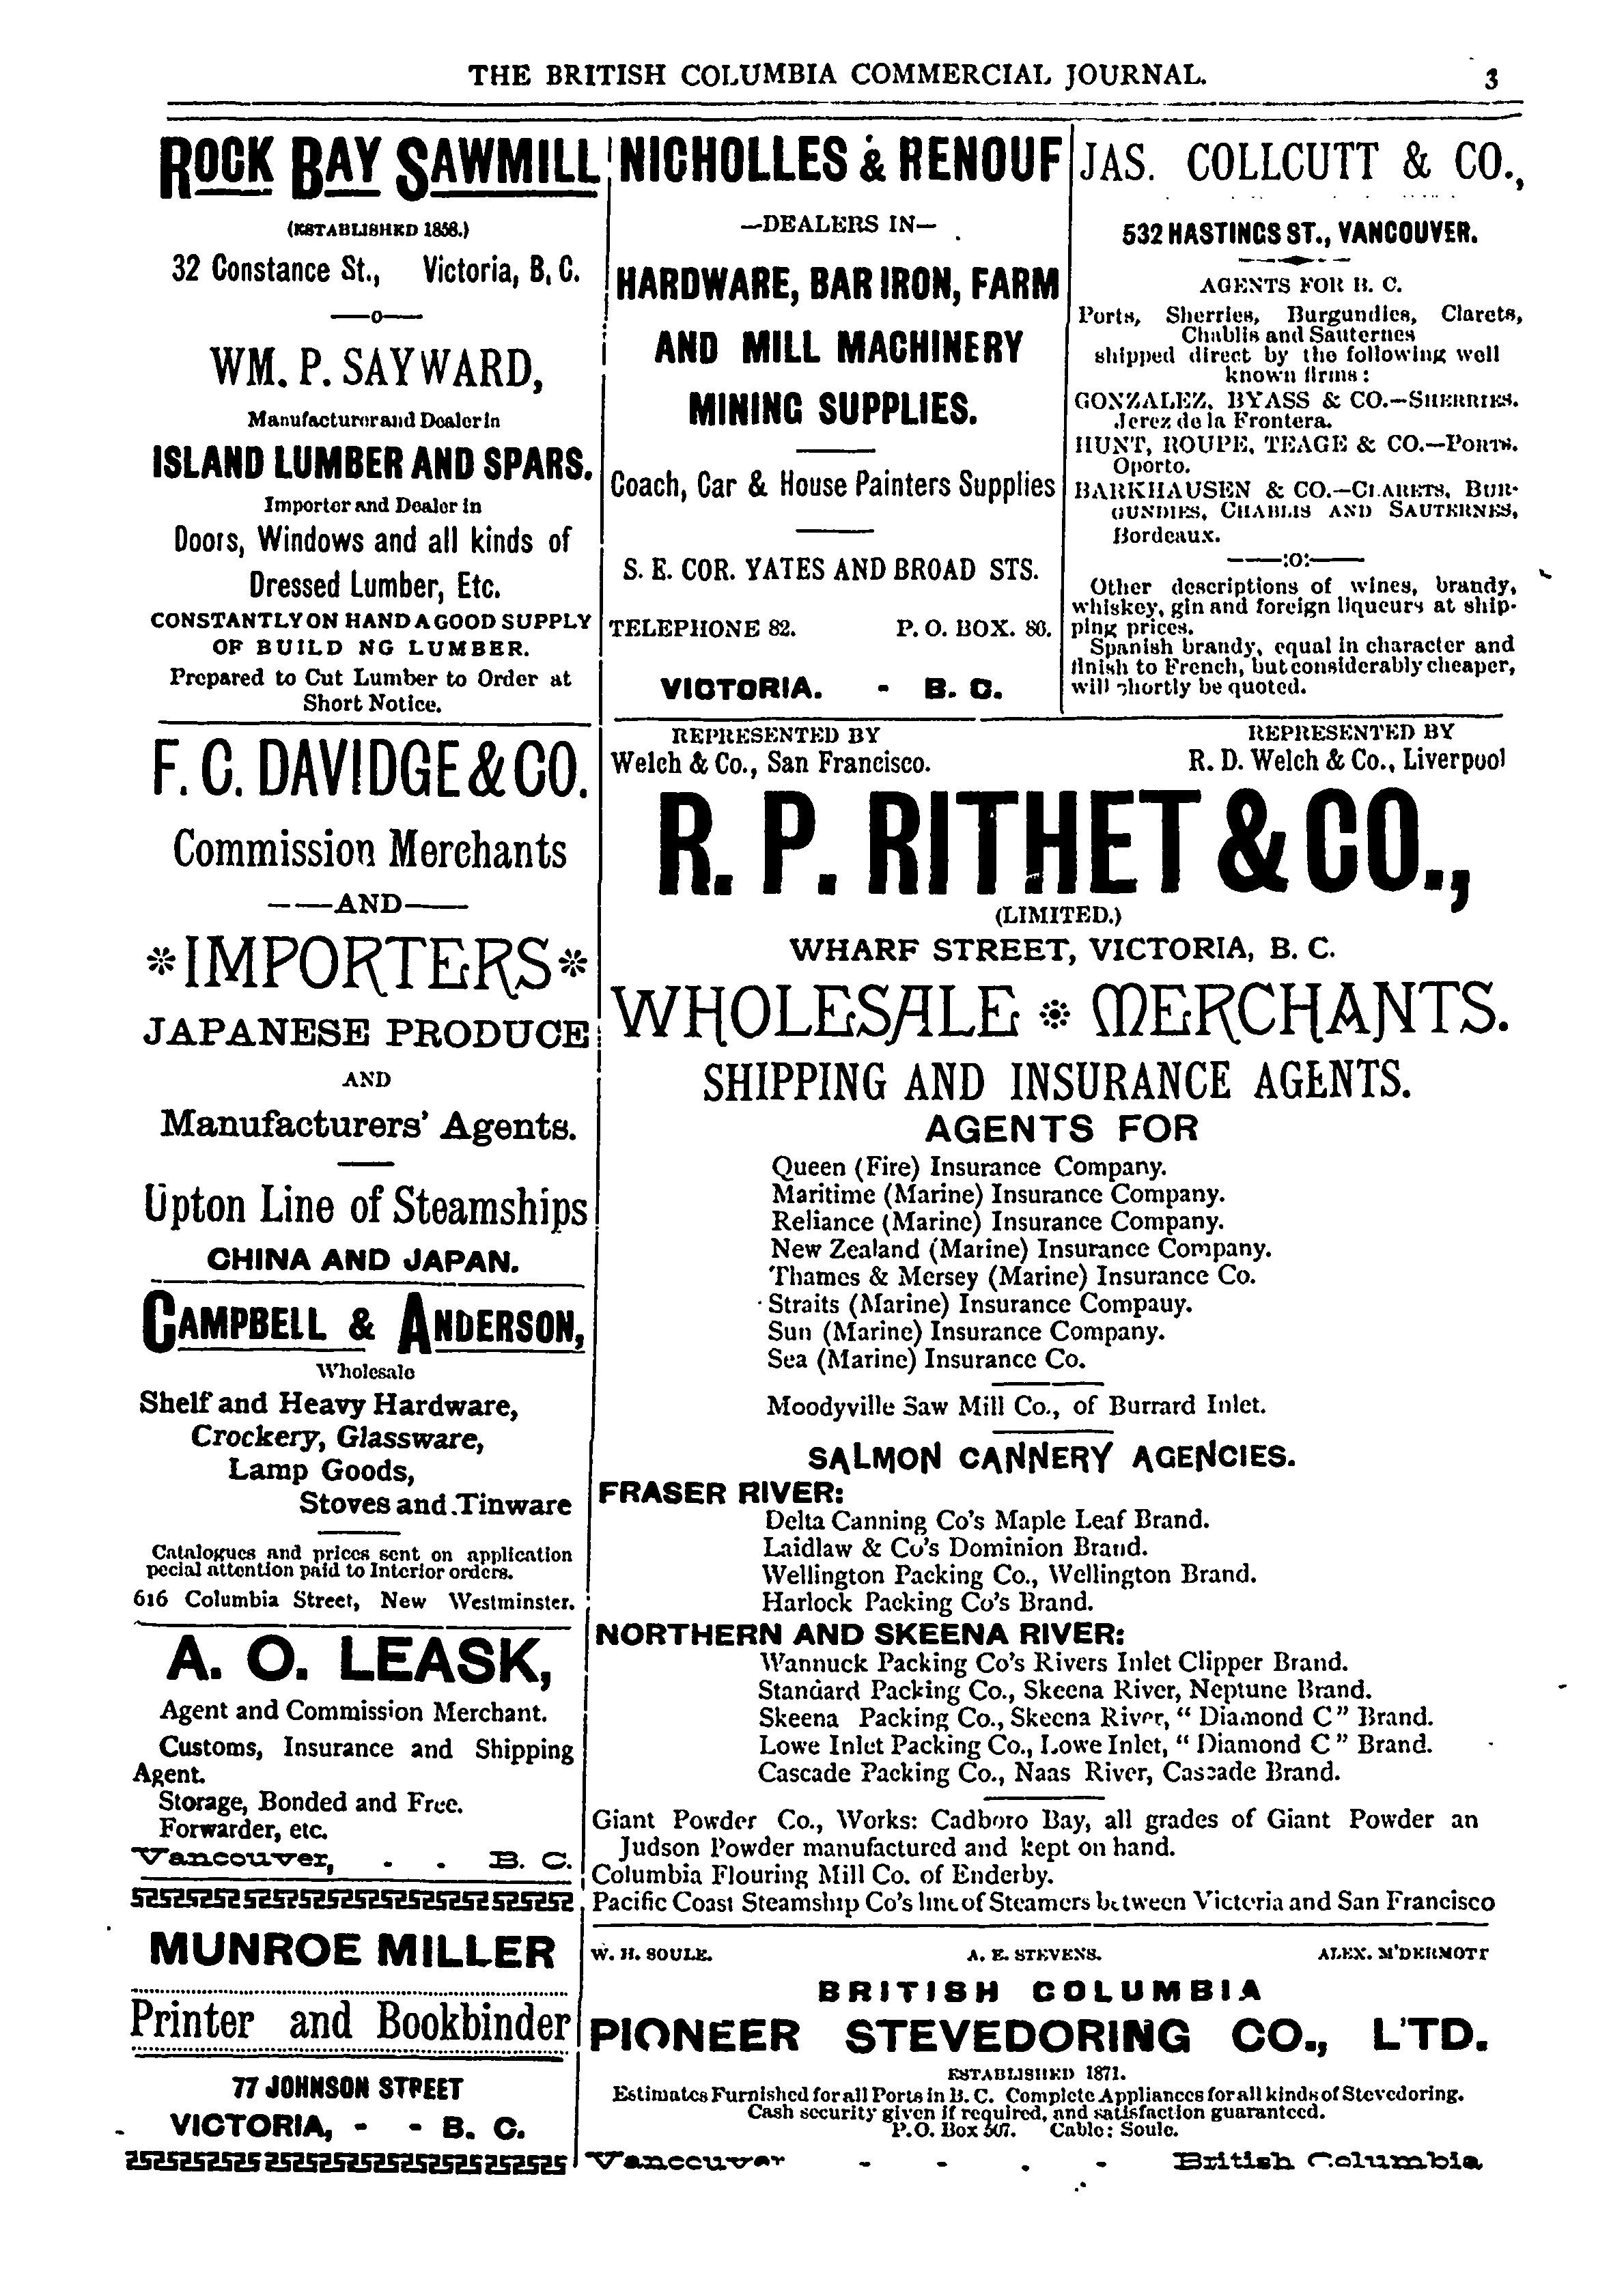 THE BRITISH COLUMBIA COMMERCIAL JOURNAL. 3
ROCK BAY SAWMILL
(ESTABLISHED 1858.)
32 Constance St., Victoria, B. C.
—o—
WM. P. SAYWARD,
Manufacturer and Dealer in
ISLAND LUMBER AND SPARS.
Importer and Dealer in
Doors, Windows and all kinds of
Dressed Lumber, Etc.
CONSTANTLY ON HAND A GOOD SUPPLY
OF BUILD NG LUMBER.
Prepared to Cut Lumber to Order at
Short Notice.
F. C. DAVIDGE & CO.
Commission Merchants
——AND——
*IMPORTERS*
JAPANESE PRODUCE
AND
Manufacturers' Agents.
Upton Line of Steamships
CHINA AND JAPAN.
CAMPBELL & ANDERSON,
Wholesale
Shelf and Heavy Hardware,
Crockery, Glassware,
Lamp Goods,
Stoves and Tinware
Catalogues and prices sent on application
pecial attention paid to Interior orders.
616 Columbia Street, New Westminster.
A. O. LEASK,
Agent and Commission Merchant.
Customs, Insurance and Shipping
Agent.
Storage, Bonded and Free.
Forwarder, etc.
Vancouver, - - B. C.
MUNROE MILLER
Printer and Bookbinder
77 JOHNSON STREET
VICTORIA, - - B. C.
NICHOLLES & RENOUF
—DEALERS IN—
HARDWARE, BAR IRON, FARM
AND MILL MACHINERY
MINING SUPPLIES.
Coach, Car & House Painters Supplies
S. E. COR. YATES AND BROAD STS.
TELEPHONE 82. P. O. BOX. 86.
VICTORIA. - B. C.
JAS. COLLCUTT & CO.,
532 HASTINGS ST., VANCOUVER.
AGENTS FOR B. C.
Ports, Sherries, Burgundies, Clarets,
Chablis and Sauternes
shipped direct by the following well
known firms:
GONZALEZ, BYASS & CO.—SHERRIES.
Jerez de la Frontera.
HUNT, ROUPE, TEAGE & CO.—PORTS.
Oporto.
BARKHAUSEN & CO.—CLARETS, BUR-
GUNDIES, CHABLIS AND SAUTERNES,
Bordeaux.
——:o:——
Other descriptions of wines, brandy,
whiskey, gin and foreign liqueurs at ship-
ping prices.
Spanish brandy, equal in character and
finish to French, but considerably cheaper,
will shortly be quoted.
REPRESENTED BY REPRESENTED BY
Welch & Co., San Francisco. R. D. Welch & Co., Liverpool
R. P. RITHET & CO.,
(LIMITED.)
WHARF STREET, VICTORIA, B. C.
WHOLESALE * MERCHANTS.
SHIPPING AND INSURANCE AGENTS.
AGENTS FOR
Queen (Fire) Insurance Company.
Maritime (Marine) Insurance Company.
Reliance (Marine) Insurance Company.
New Zealand (Marine) Insurance Company.
Thames & Mersey (Marine) Insurance Co.
Straits (Marine) Insurance Compauy.
Sun (Marine) Insurance Company.
Sea (Marine) Insurance Co.
Moodyville Saw Mill Co., of Burrard Inlet.
SALMON CANNERY AGENCIES.
FRASER RIVER:
Delta Canning Co's Maple Leaf Brand.
Laidlaw & Co's Dominion Brand.
Wellington Packing Co., Wellington Brand.
Harlock Packing Co's Brand.
NORTHERN AND SKEENA RIVER:
Wannuck Packing Co's Rivers Inlet Clipper Brand.
Standard Packing Co., Skeena River, Neptune Brand.
Skeena Packing Co., Skeena River, "Diamond C" Brand.
Lowe Inlet Packing Co., Lowe Inlet, "Diamond C" Brand.
Cascade Packing Co., Naas River, Cascade Brand.
Giant Powder Co., Works: Cadboro Bay, all grades of Giant Powder an
Judson Powder manufactured and kept on hand.
Columbia Flouring Mill Co. of Enderby.
Pacific Coast Steamship Co's line of Steamers between Victoria and San Francisco
W. H. SOULE. A. E. STEVENS. ALEX. M'DERMOTT
BRITISH COLUMBIA
PIONEER STEVEDORING CO., L'TD.
ESTABLISHED 1871.
Estimates Furnished for all Ports in B. C. Complete Appliances for all kinds of Stevedoring.
Cash security given if required, and satisfaction guaranteed.
P.O. Box 507. Cable: Soule.
Vancouver - - - - British Columbia